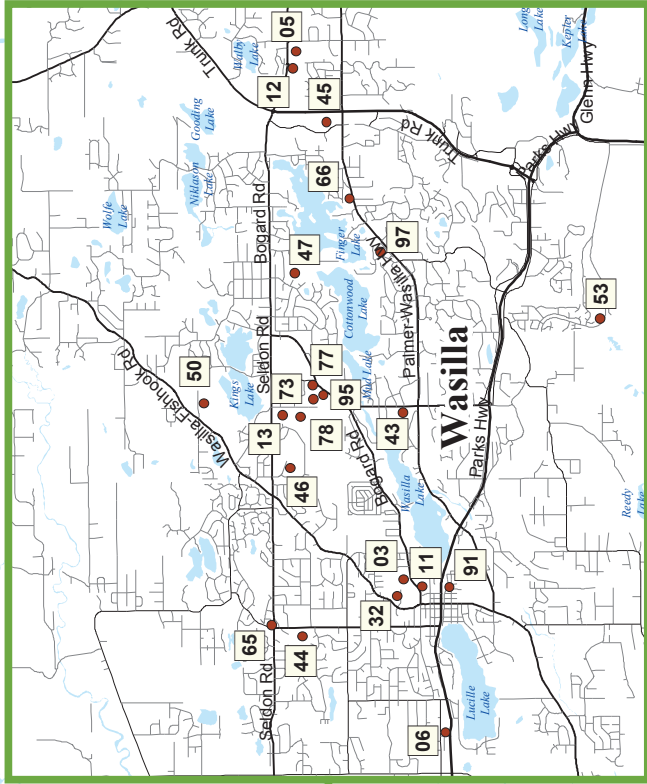 Wasilla-Fishhook Rd
Wolfe
Lake
50
Niklason
Lake
Gooding
Lake
Trunk Rd
Kings
Lake
Walby
Lake
65
Seldon Rd
Seldon Rd
Bogard Rd
13
73
12
05
44
46
47
78
77
66
45
95
Finger
Lake
Cottonwood
Lake
Mud Lake
Bogard Rd
32
03
43
97
Palmer-Wasilla Hwy
Trunk Rd
Wasilla
Lake
06
11
91
Wasilla
Parks Hwy
Lucille
Lake
Parks Hwy
Glenn Hwy
Long
Lake
Kepler
Lake
53
Reedy
Lake